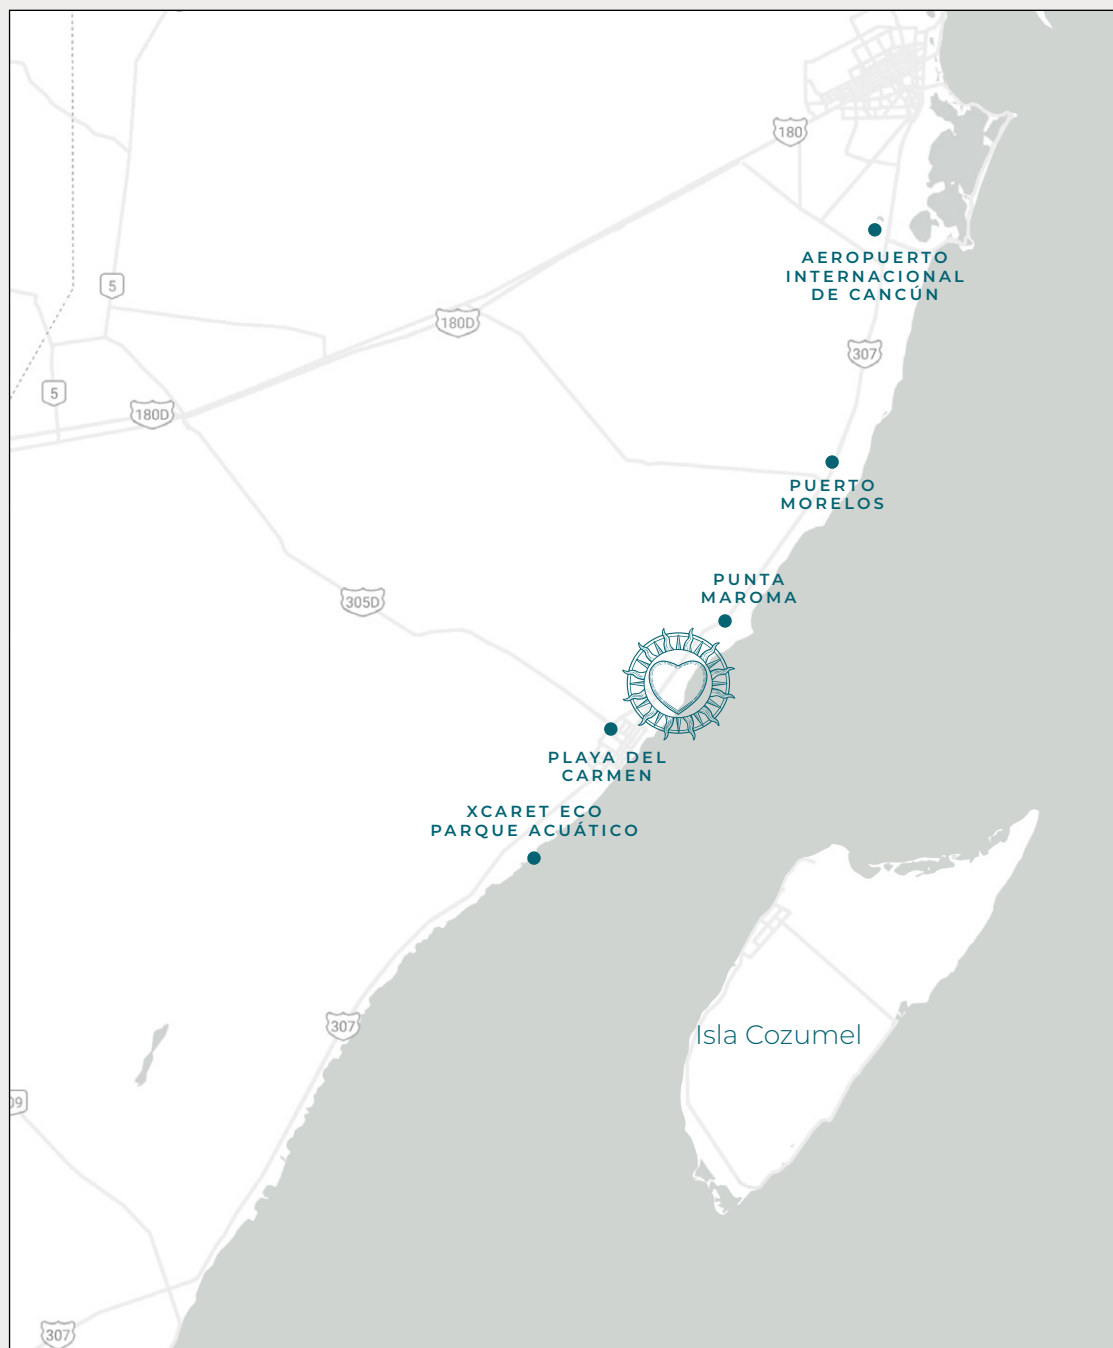 180
AEROPUERTO
INTERNACIONAL
DE CANCÚN
5
180D
307
5
180D
PUERTO
MORELOS
PUNTA
MAROMA
305D
PLAYA DEL
CARMEN
XCARET ECO
PARQUE ACUÁTICO
307
Isla Cozumel
09
307